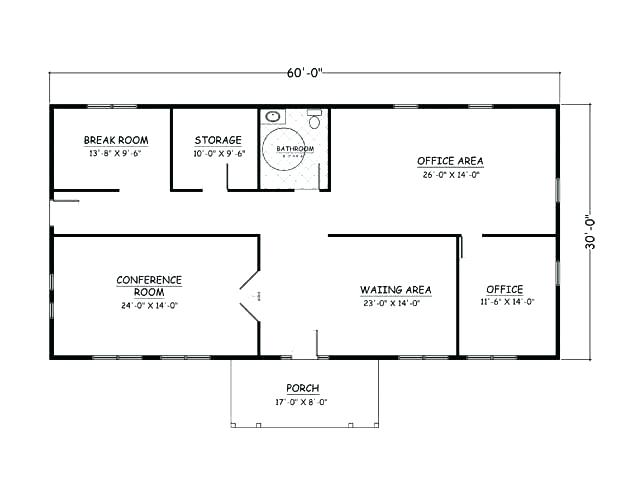 60'-0"
BREAK ROOM
13'-8" X 9'-6"
STORAGE
10'-0" X 9'-6"
BATHROOM
OFFICE AREA
26'-0" X 14'-0"
30'-0"
CONFERENCE
ROOM
24'-0" X 14'-0"
WAIING AREA
23'-0" X 14'-0"
OFFICE
11'-6" X 14'-0"
PORCH
17'-0" X 8'-0"